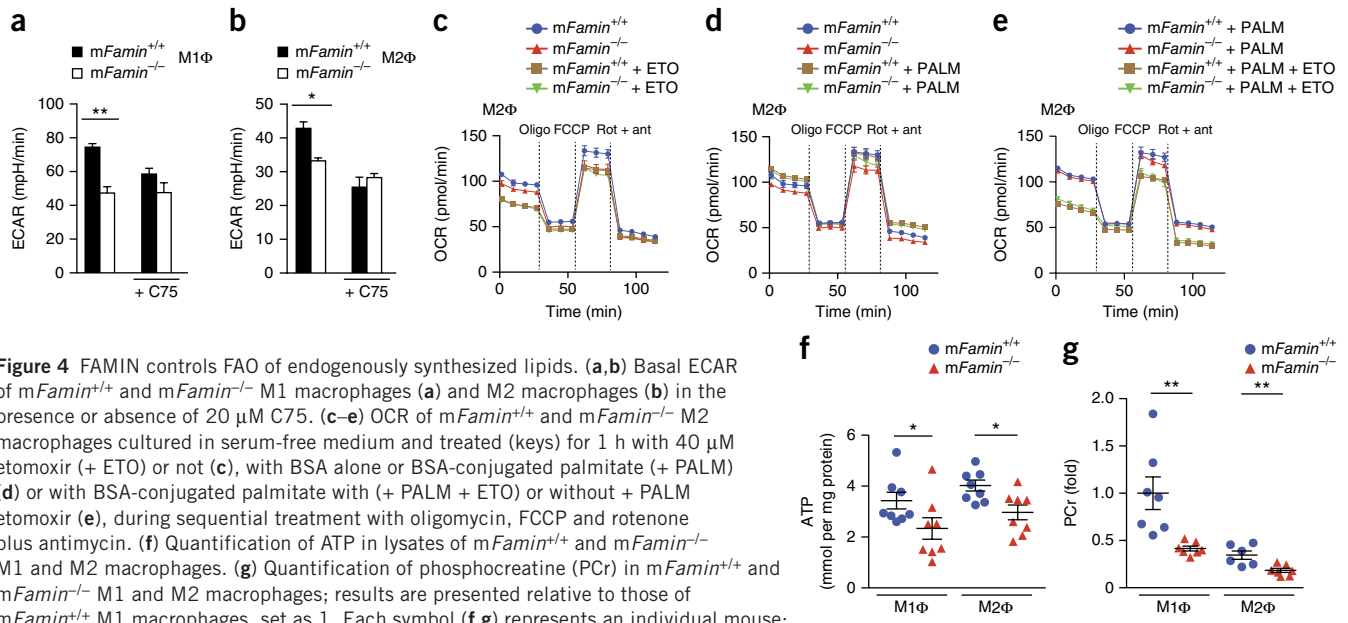 a
mFamin+/+
mFamin−/−
M1Φ
ECAR (mpH/min)
100
80
60
40
20
0
**
+ C75
b
mFamin+/+
mFamin−/−
M2Φ
ECAR (mpH/min)
50
40
30
20
10
0
*
+ C75
c
mFamin+/+
mFamin−/−
mFamin+/+ + ETO
mFamin−/− + ETO
M2Φ
Oligo FCCP Rot + ant
OCR (pmol/min)
150
100
50
0
0 50 100
Time (min)
d
mFamin+/+
mFamin−/−
mFamin+/+ + PALM
mFamin−/− + PALM
M2Φ
Oligo FCCP Rot + ant
OCR (pmol/min)
150
100
50
0
0 50 100
Time (min)
e
mFamin+/+ + PALM
mFamin−/− + PALM
mFamin+/+ + PALM + ETO
mFamin−/− + PALM + ETO
M2Φ
Oligo FCCP Rot + ant
OCR (pmol/min)
150
100
50
0
0 50 100
Time (min)
Figure 4 FAMIN controls FAO of endogenously synthesized lipids. (a,b) Basal ECAR
of mFamin+/+ and mFamin−/− M1 macrophages (a) and M2 macrophages (b) in the
presence or absence of 20 μM C75. (c–e) OCR of mFamin+/+ and mFamin−/− M2
macrophages cultured in serum-free medium and treated (keys) for 1 h with 40 μM
etomoxir (+ ETO) or not (c), with BSA alone or BSA-conjugated palmitate (+ PALM)
(d) or with BSA-conjugated palmitate with (+ PALM + ETO) or without + PALM
etomoxir (e), during sequential treatment with oligomycin, FCCP and rotenone
plus antimycin. (f) Quantification of ATP in lysates of mFamin+/+ and mFamin−/−
M1 and M2 macrophages. (g) Quantification of phosphocreatine (PCr) in mFamin+/+ and
mFamin−/− M1 and M2 macrophages; results are presented relative to those of
mFamin+/+ M1 macrophages, set as 1. Each symbol (f,g) represents an individual mouse;
f
mFamin+/+
mFamin−/−
ATP
(mmol per mg protein)
6
4
2
0
*
*
M1Φ M2Φ
g
mFamin+/+
mFamin−/−
PCr (fold)
2.0
1.5
1.0
0.5
0
**
**
M1Φ M2Φ